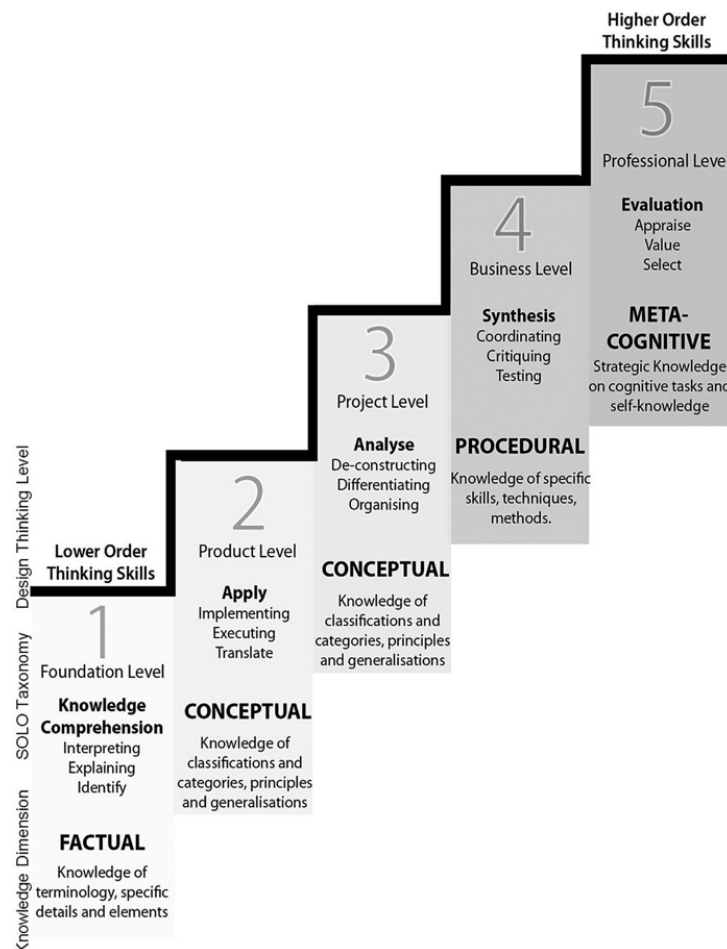 Higher Order
Thinking Skills
5
Professional Level
Evaluation
Appraise
Value
Select
META-
COGNITIVE
Strategic Knowledge
on cognitive tasks and
self-knowledge
4
Business Level
Synthesis
Coordinating
Critiquing
Testing
PROCEDURAL
Knowledge of specific
skills, techniques,
methods.
3
Project Level
Analyse
De-constructing
Differentiating
Organising
CONCEPTUAL
Knowledge of
classifications and
categories, principles
and generalisations
2
Product Level
Apply
Implementing
Executing
Translate
CONCEPTUAL
Knowledge of
classifications and
categories, principles
and generalisations
Lower Order
Thinking Skills
1
Foundation Level
Knowledge
Comprehension
Interpreting
Explaining
Identify
FACTUAL
Knowledge of
terminology, specific
details and elements
Design Thinking Level
SOLO Taxonomy
Knowledge Dimension